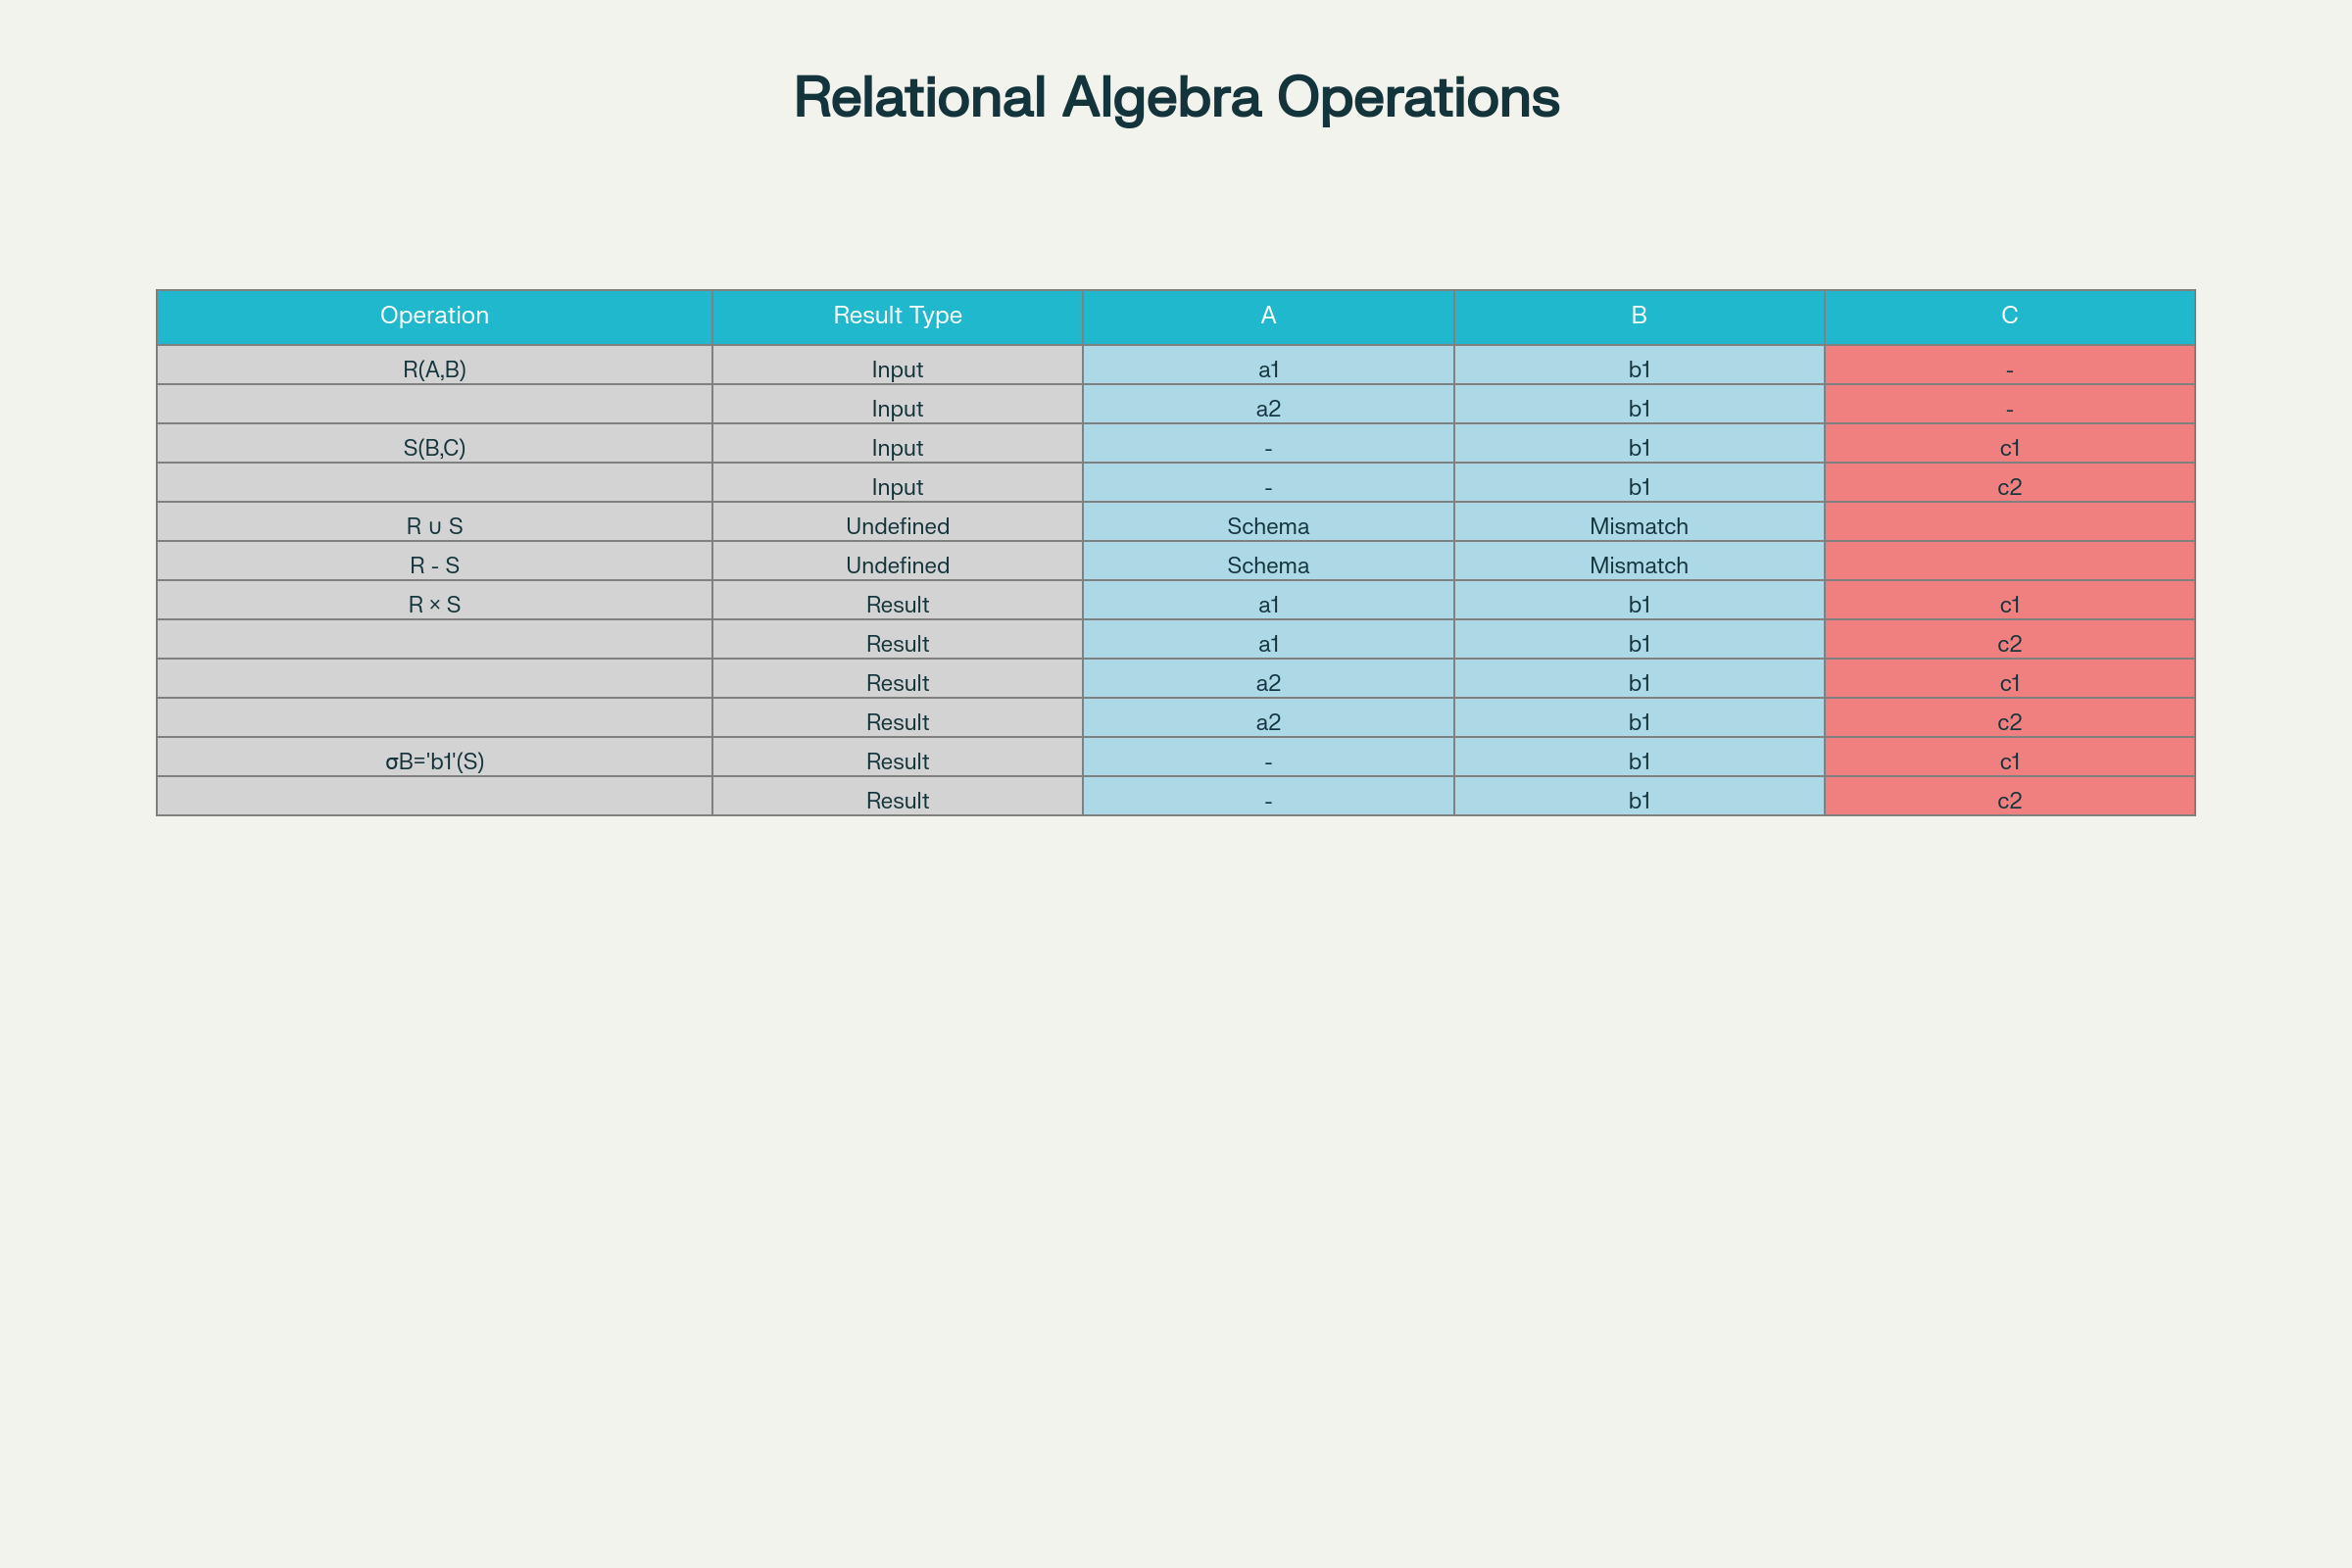 Relational Algebra Operations
Operation Result Type A B C
R(A,B) Input a1 b1 -
Input a2 b1 -
S(B,C) Input - b1 c1
Input - b1 c2
R ∪ S Undefined Schema Mismatch
R - S Undefined Schema Mismatch
R × S Result a1 b1 c1
Result a1 b1 c2
Result a2 b1 c1
Result a2 b1 c2
σB='b1'(S) Result - b1 c1
Result - b1 c2